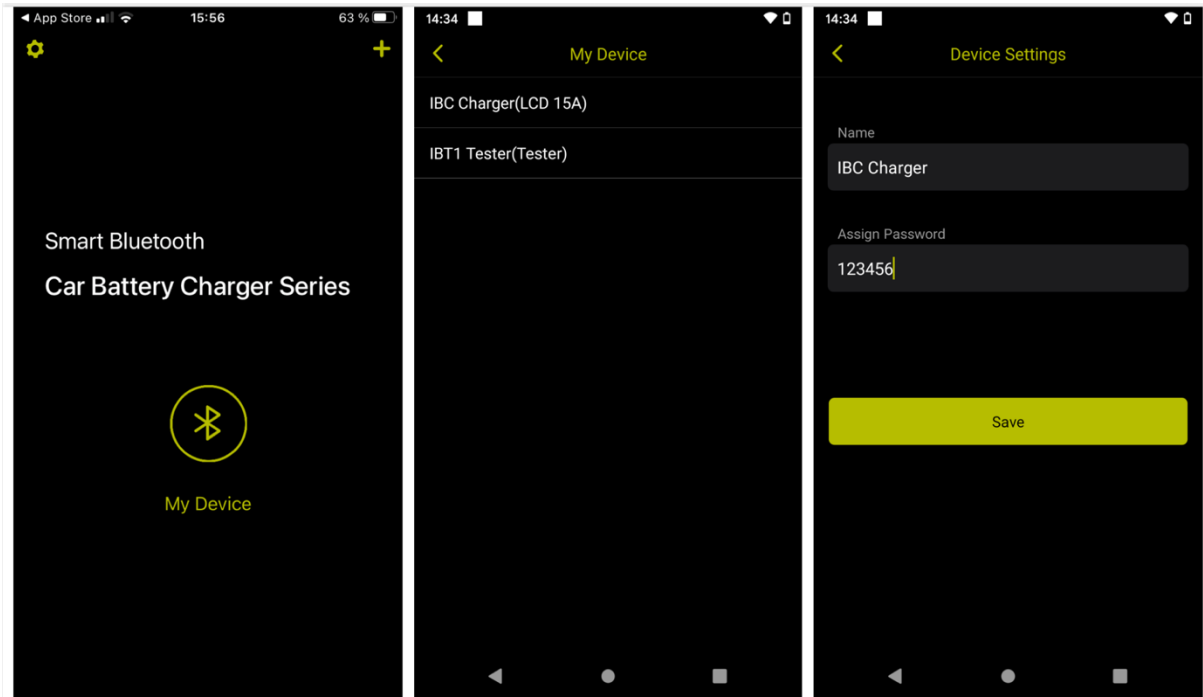 App Store 15:56 63 %
Smart Bluetooth
Car Battery Charger Series
My Device
14:34
My Device
IBC Charger(LCD 15A)
IBT1 Tester(Tester)
14:34
Device Settings
Name
IBC Charger
Assign Password
123456
Save